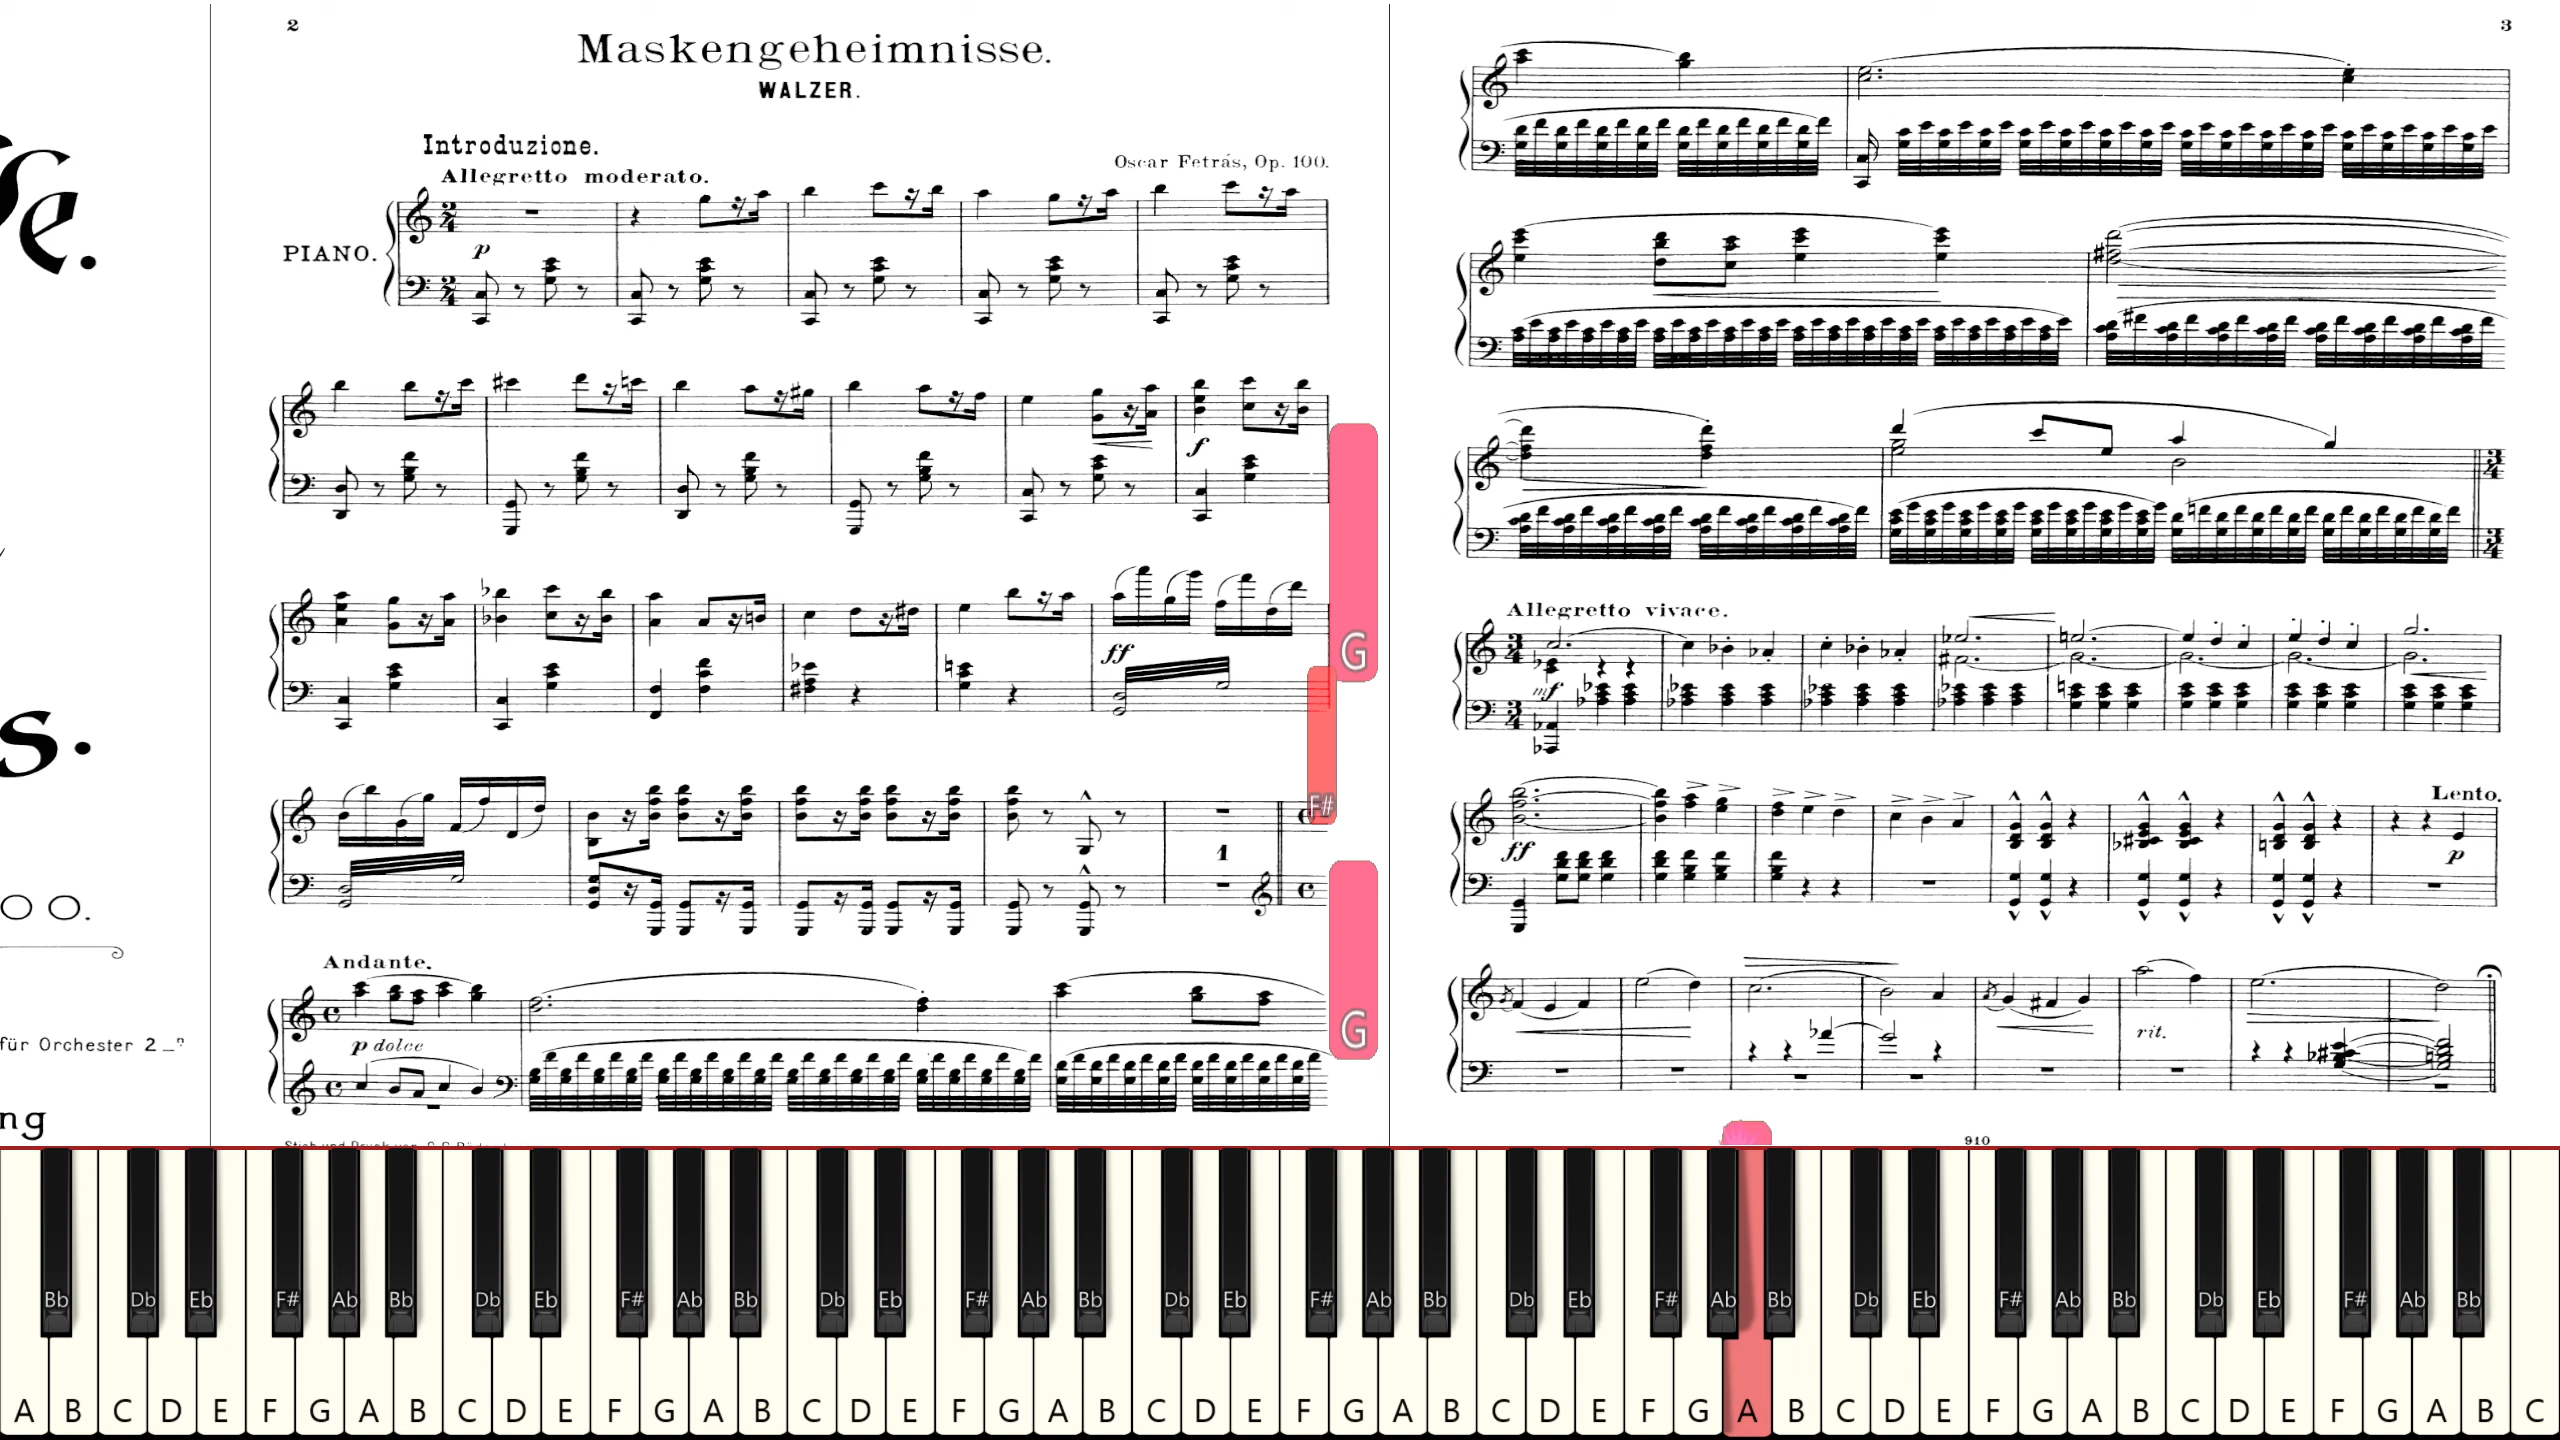 2
Maskengeheimnisse.
WALZER.
Introduzione.
Allegretto moderato.
Oscar Fetrás, Op. 100.
PIANO.
p
f
ff
1
Andante.
p dolce
3
Allegretto vivace.
mf
ff
Lento.
p
rit.
910
für Orchester 2
ng
G
F#
G
Bb Db Eb F# Ab Bb Db Eb F# Ab Bb Db Eb F# Ab Bb Db Eb F# Ab Bb Db Eb F# Ab Bb Db Eb F# Ab Bb Db Eb F# Ab Bb
A B C D E F G A B C D E F G A B C D E F G A B C D E F G A B C D E F G A B C D E F G A B C D E F G A B C